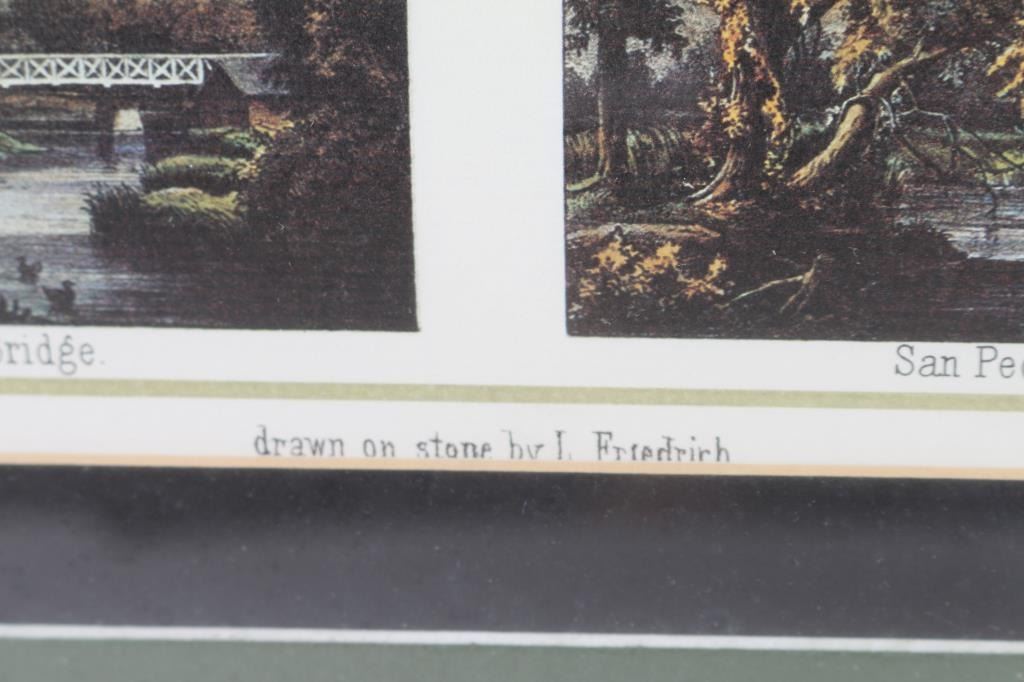 bridge.
San Pe
drawn on stone by L Friedrich